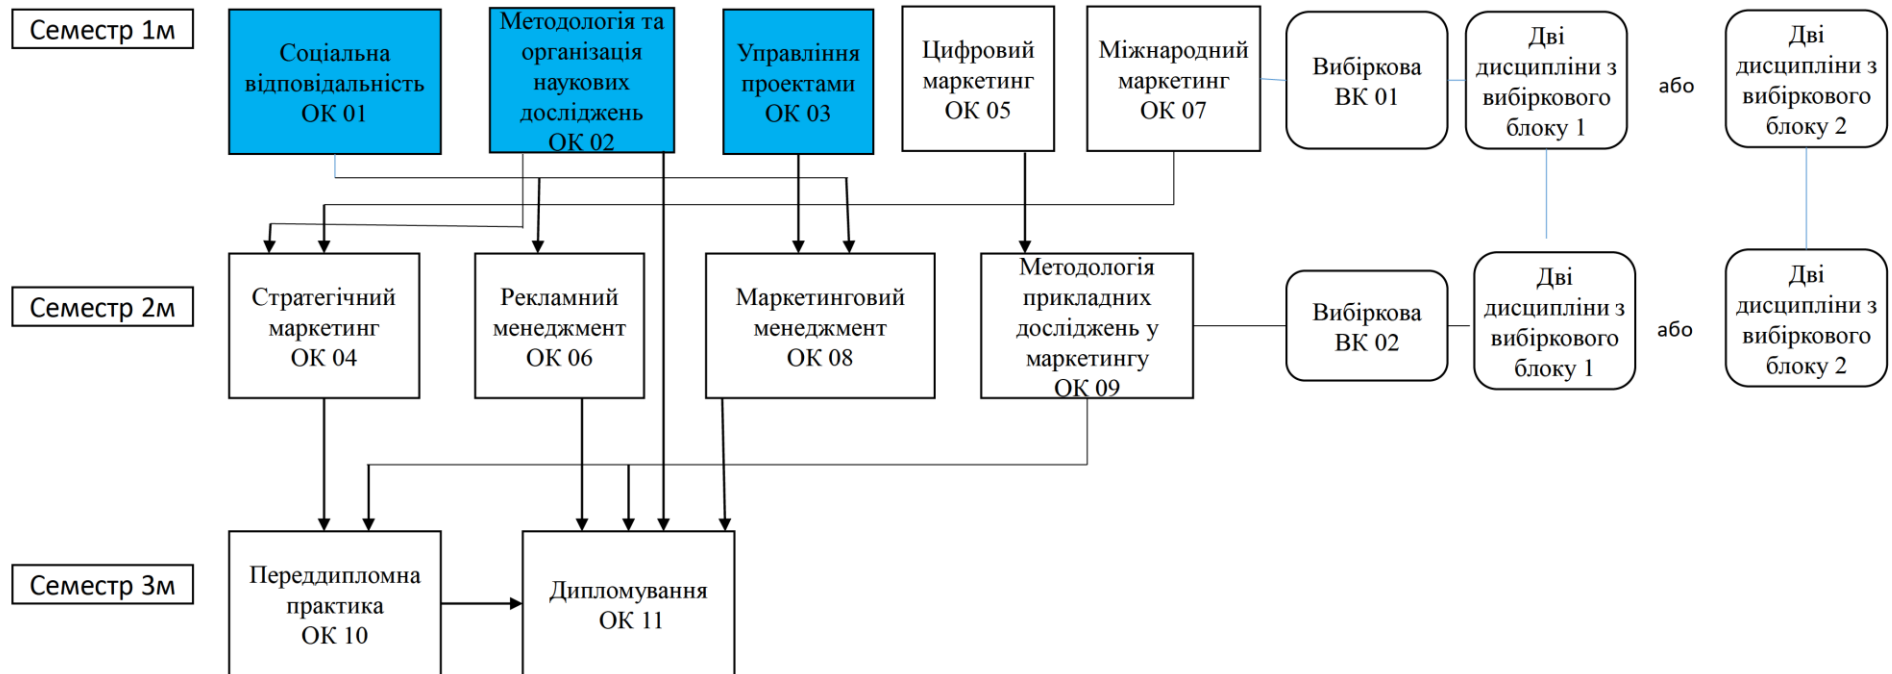 Семестр 1м
Соціальна
відповідальність
ОК 01
Методологія та
організація
наукових
досліджень
ОК 02
Управління
проектами
ОК 03
Цифровий
маркетинг
ОК 05
Міжнародний
маркетинг
ОК 07
Вибіркова
ВК 01
Дві
дисципліни з
вибіркового
блоку 1
або
Дві
дисципліни з
вибіркового
блоку 2
Семестр 2м
Стратегічний
маркетинг
ОК 04
Рекламний
менеджмент
ОК 06
Маркетинговий
менеджмент
ОК 08
Методологія
прикладних
досліджень у
маркетингу
ОК 09
Вибіркова
ВК 02
Дві
дисципліни з
вибіркового
блоку 1
або
Дві
дисципліни з
вибіркового
блоку 2
Семестр 3м
Переддипломна
практика
ОК 10
Дипломування
ОК 11